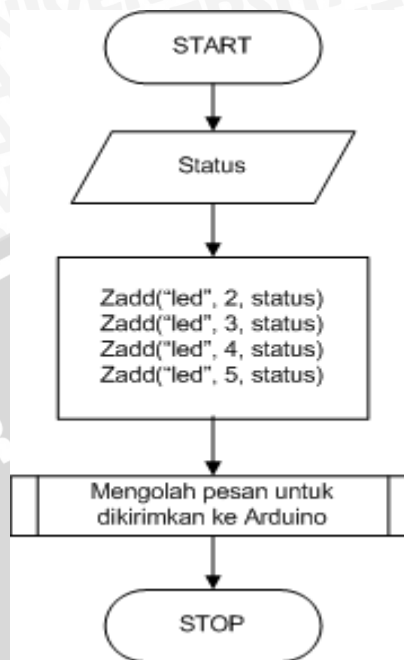 START
Status
Zadd("led", 2, status)
Zadd("led", 3, status)
Zadd("led", 4, status)
Zadd("led", 5, status)
Mengolah pesan untuk
dikirimkan ke Arduino
STOP